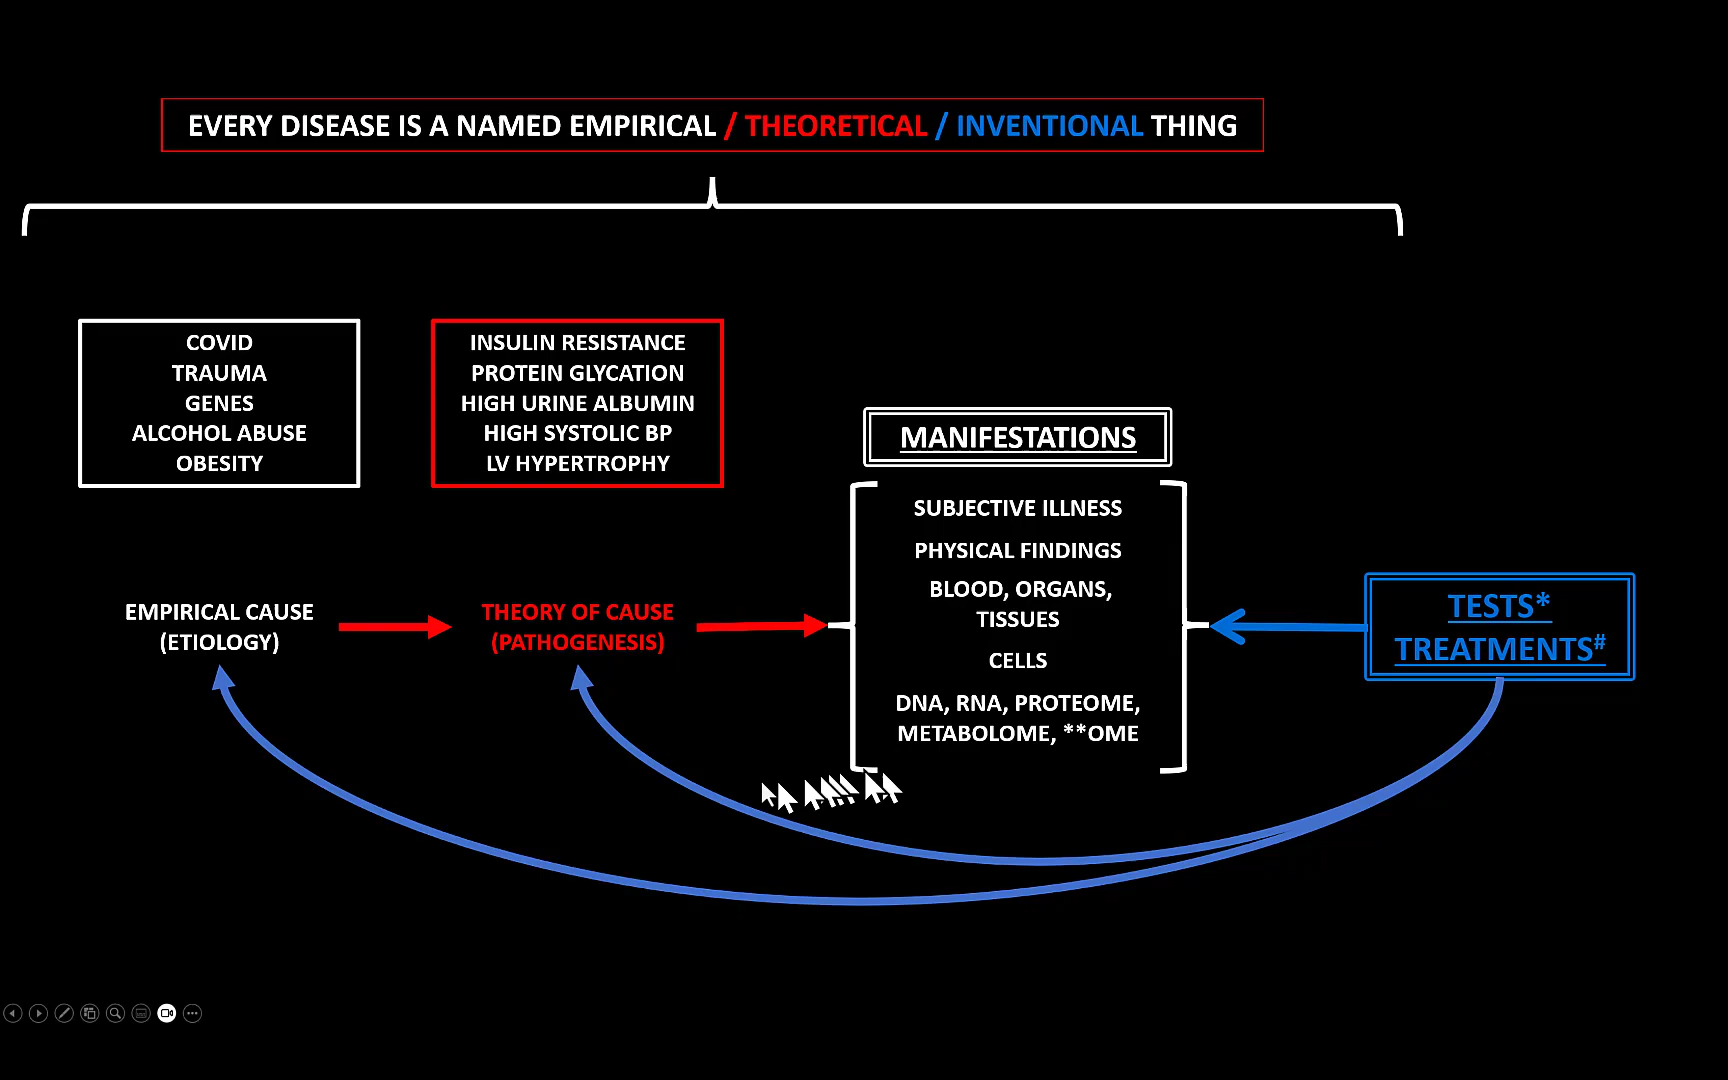 EVERY DISEASE IS A NAMED EMPIRICAL / THEORETICAL / INVENTIONAL THING
COVID
TRAUMA
GENES
ALCOHOL ABUSE
OBESITY
INSULIN RESISTANCE
PROTEIN GLYCATION
HIGH URINE ALBUMIN
HIGH SYSTOLIC BP
LV HYPERTROPHY
MANIFESTATIONS
SUBJECTIVE ILLNESS
PHYSICAL FINDINGS
BLOOD, ORGANS,
TISSUES
CELLS
DNA, RNA, PROTEOME,
METABOLOME, **OME
EMPIRICAL CAUSE
(ETIOLOGY)
THEORY OF CAUSE
(PATHOGENESIS)
TESTS*
TREATMENTS#